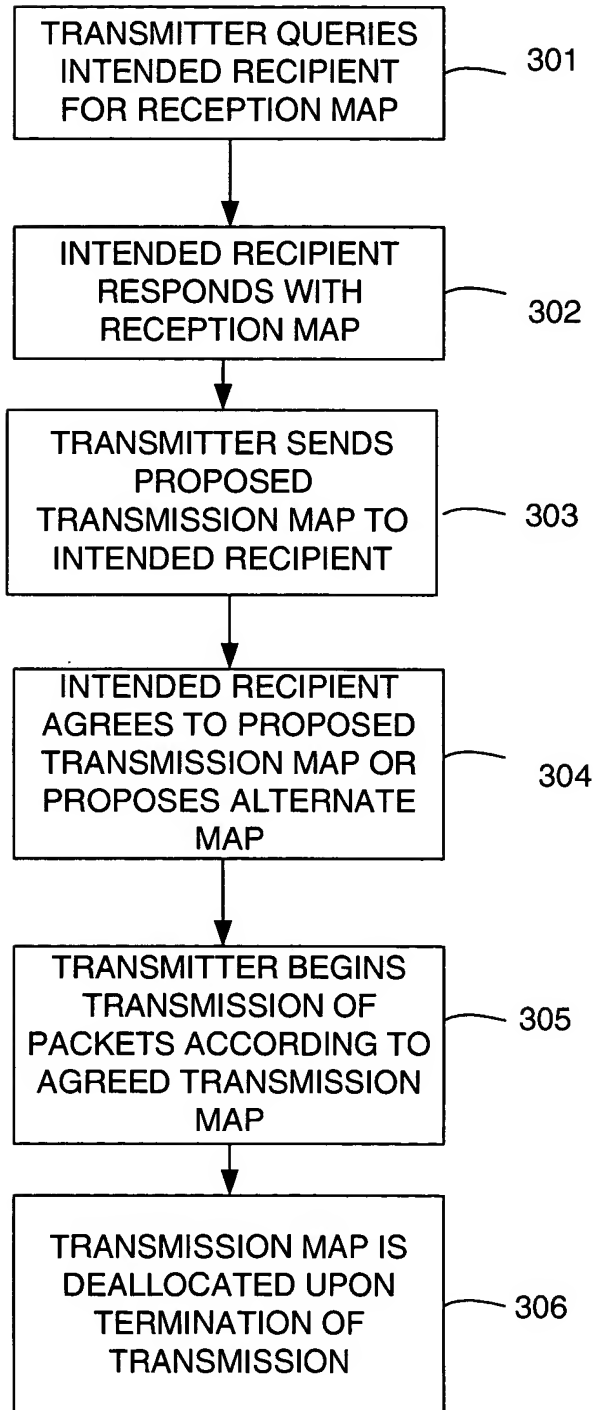 TRANSMITTER QUERIES
INTENDED RECIPIENT
FOR RECEPTION MAP
301
INTENDED RECIPIENT
RESPONDS WITH
RECEPTION MAP
302
TRANSMITTER SENDS
PROPOSED
TRANSMISSION MAP TO
INTENDED RECIPIENT
303
INTENDED RECIPIENT
AGREES TO PROPOSED
TRANSMISSION MAP OR
PROPOSES ALTERNATE
MAP
304
TRANSMITTER BEGINS
TRANSMISSION OF
PACKETS ACCORDING TO
AGREED TRANSMISSION
MAP
305
TRANSMISSION MAP IS
DEALLOCATED UPON
TERMINATION OF
TRANSMISSION
306